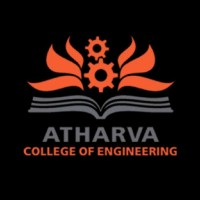 ATHARVA
COLLEGE OF ENGINEERING